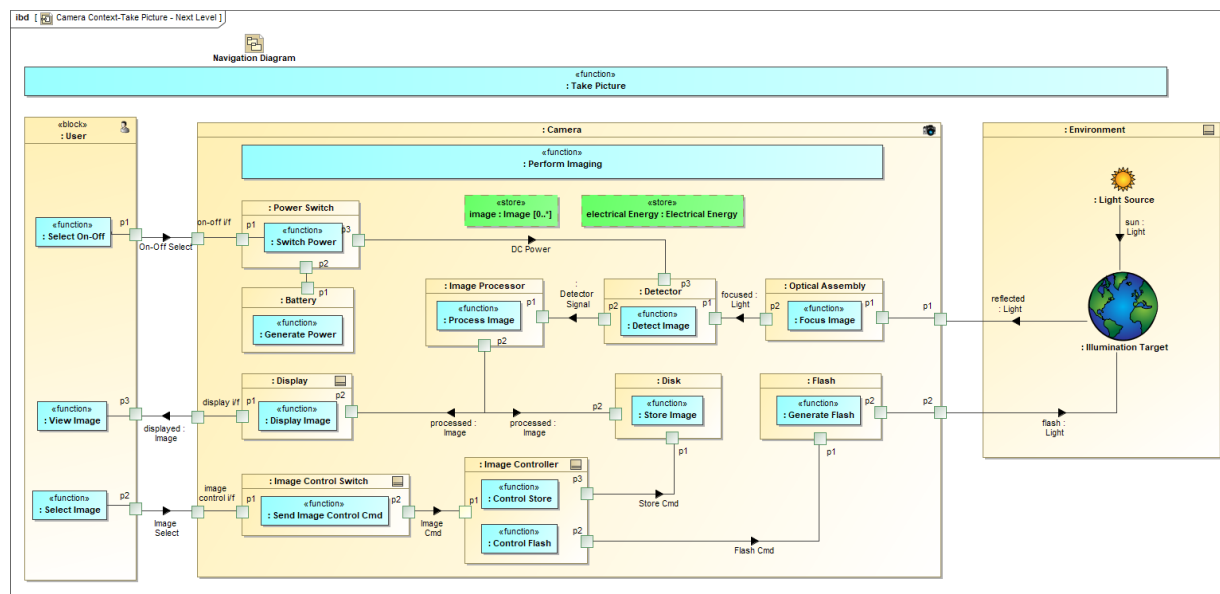 ibd [ Camera Context-Take Picture - Next Level ]
Navigation Diagram
«function»
: Take Picture
«block»
: User
: Camera
: Environment
«function»
: Perform Imaging
: Light Source
sun :
Light
: Power Switch
«store»
image : Image [0..*]
«store»
electrical Energy : Electrical Energy
«function»
: Select On-Off
p1
On-Off Select
on-off i/f
p1
«function»
: Switch Power
p3
p2
DC Power
p1
: Battery
«function»
: Generate Power
: Image Processor
«function»
: Process Image
p1
p2
:
Detector
Signal
: Detector
p3
p2
«function»
: Detect Image
p1
focused :
Light
: Optical Assembly
p2
«function»
: Focus Image
p1
p1
reflected
: Light
: Illumination Target
: Display
display i/f
p1
«function»
: Display Image
p2
«function»
: View Image
p3
displayed :
Image
processed
: Image
processed :
Image
: Disk
p2
«function»
: Store Image
p1
: Flash
«function»
: Generate Flash
p2
p1
p2
flash :
Light
«function»
: Select Image
p2
Image
Select
image
control i/f
: Image Control Switch
p1
«function»
: Send Image Control Cmd
p2
Image
Cmd
: Image Controller
p1
«function»
: Control Store
p3
Store Cmd
«function»
: Control Flash
p2
Flash Cmd